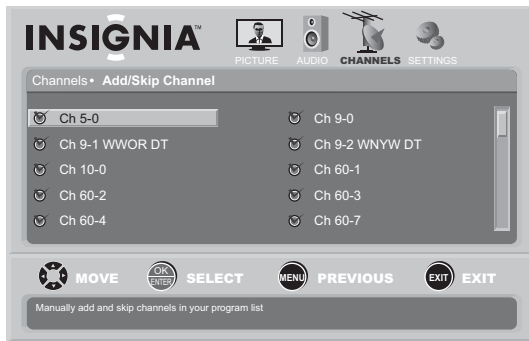 INSIGNIA™
PICTURE AUDIO CHANNELS SETTINGS
Channels• Add/Skip Channel
Ch 5-0 Ch 9-0
Ch 9-1 WWOR DT Ch 9-2 WNYW DT
Ch 10-0 Ch 60-1
Ch 60-2 Ch 60-3
Ch 60-4 Ch 60-7
MOVE OK ENTER SELECT MENU PREVIOUS EXIT EXIT
Manually add and skip channels in your program list